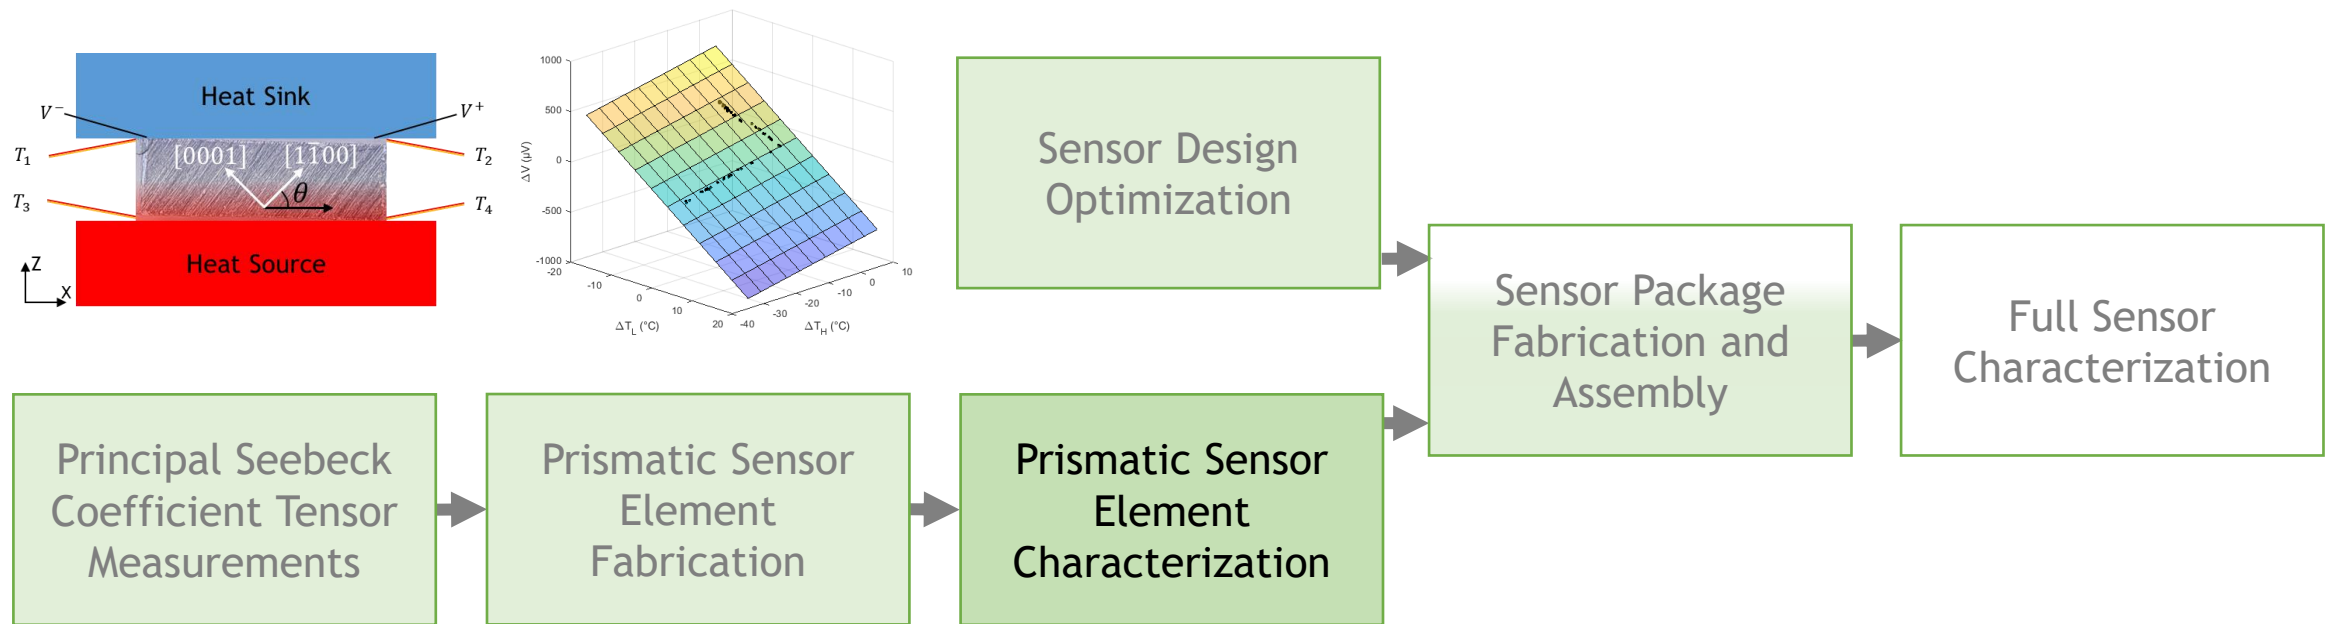 Heat Sink
V⁻
V⁺
T₁
T₂
[0001]
[11̄00]
θ
T₃
T₄
Heat Source
Z
X
1000
500
0
-500
-1000
ΔV (µV)
-20
-10
0
10
20
ΔT_L (°C)
-40
-30
-20
-10
0
10
ΔT_H (°C)
Sensor Design
Optimization
Sensor Package
Fabrication and
Assembly
Full Sensor
Characterization
Principal Seebeck
Coefficient Tensor
Measurements
Prismatic Sensor
Element
Fabrication
Prismatic Sensor
Element
Characterization